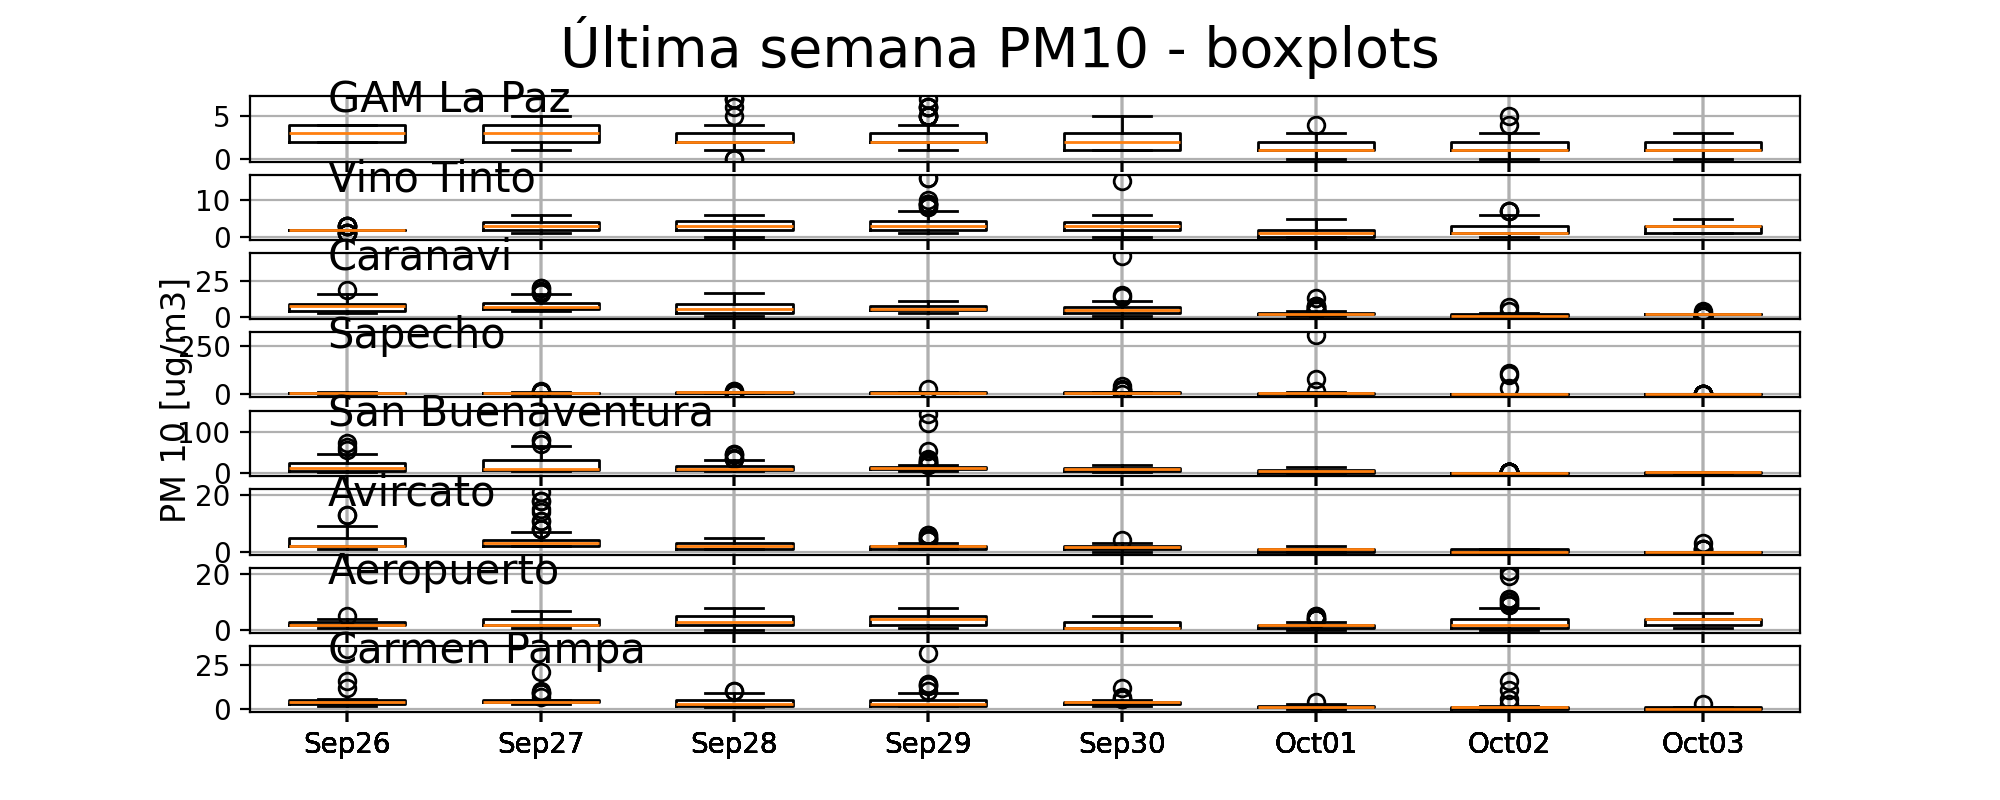 Última semana PM10 - boxplots
GAM La Paz
5
0
Vino Tinto
10
0
Caranavi
25
0
Sapecho
250
0
PM 10 [ug/m3]
San Buenaventura
100
0
Avircato
20
0
Aeropuerto
20
0
Carmen Pampa
25
0
Sep26 Sep27 Sep28 Sep29 Sep30 Oct01 Oct02 Oct03